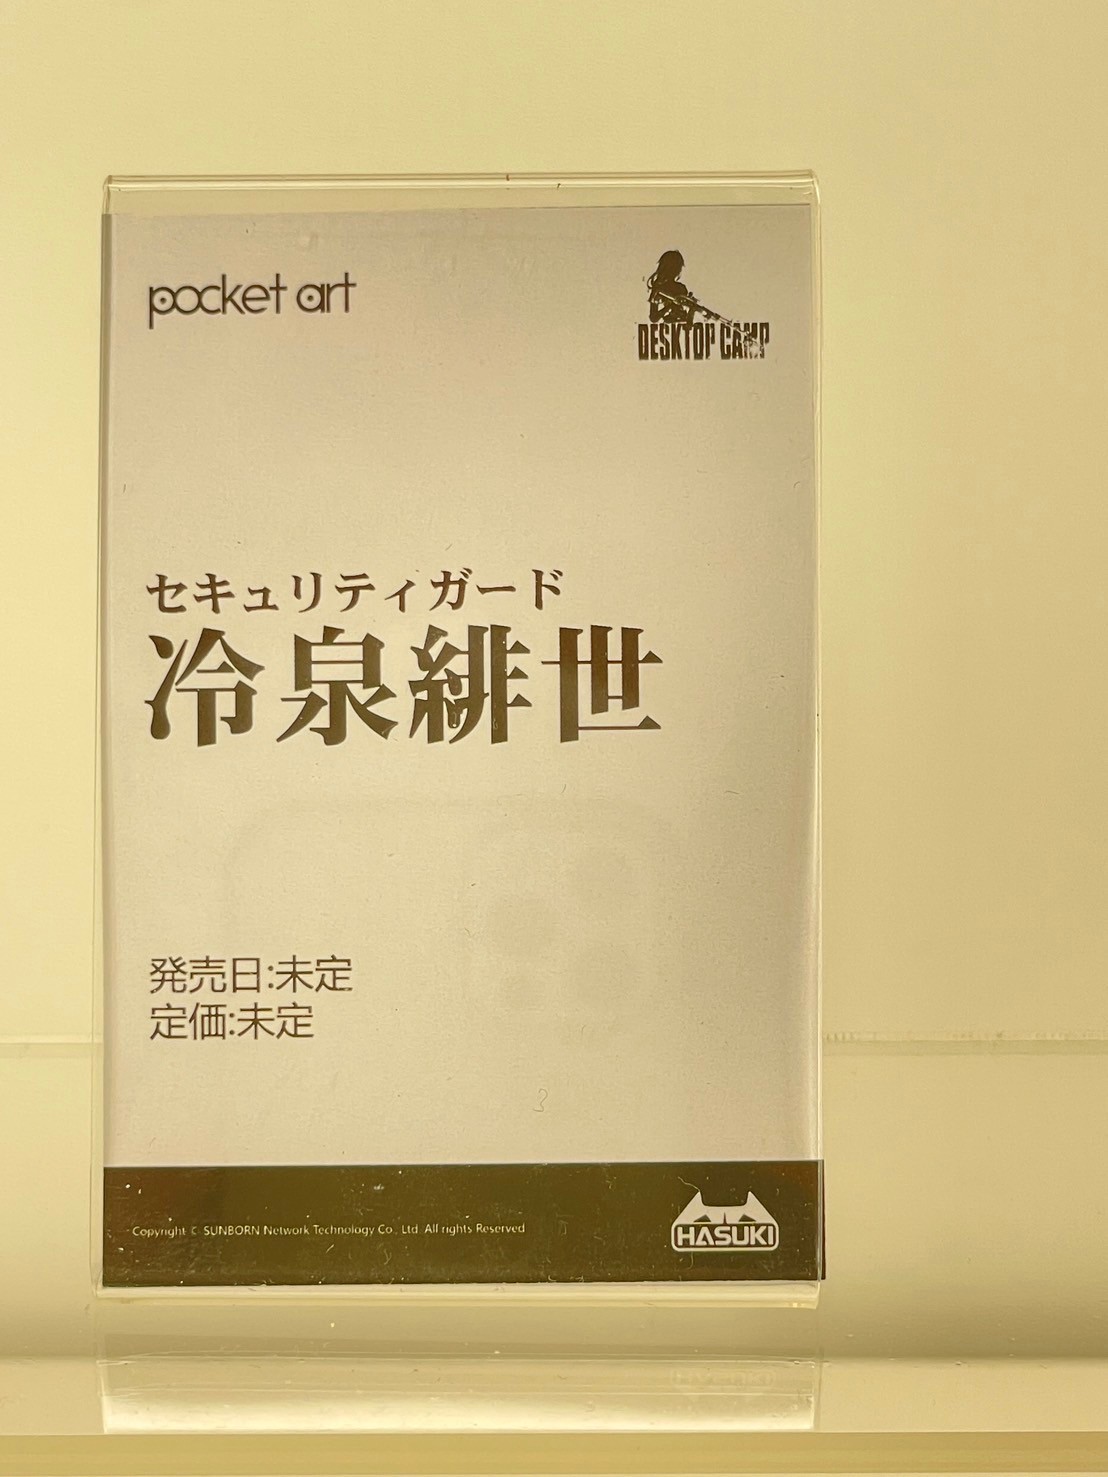 pocket art
DESKTOP CAMP
セキュリティガード
冷泉緋世
発売日:未定
定価:未定
Copyright © SUNBORN Network Technology Co., Ltd. All rights Reserved
HASUKI